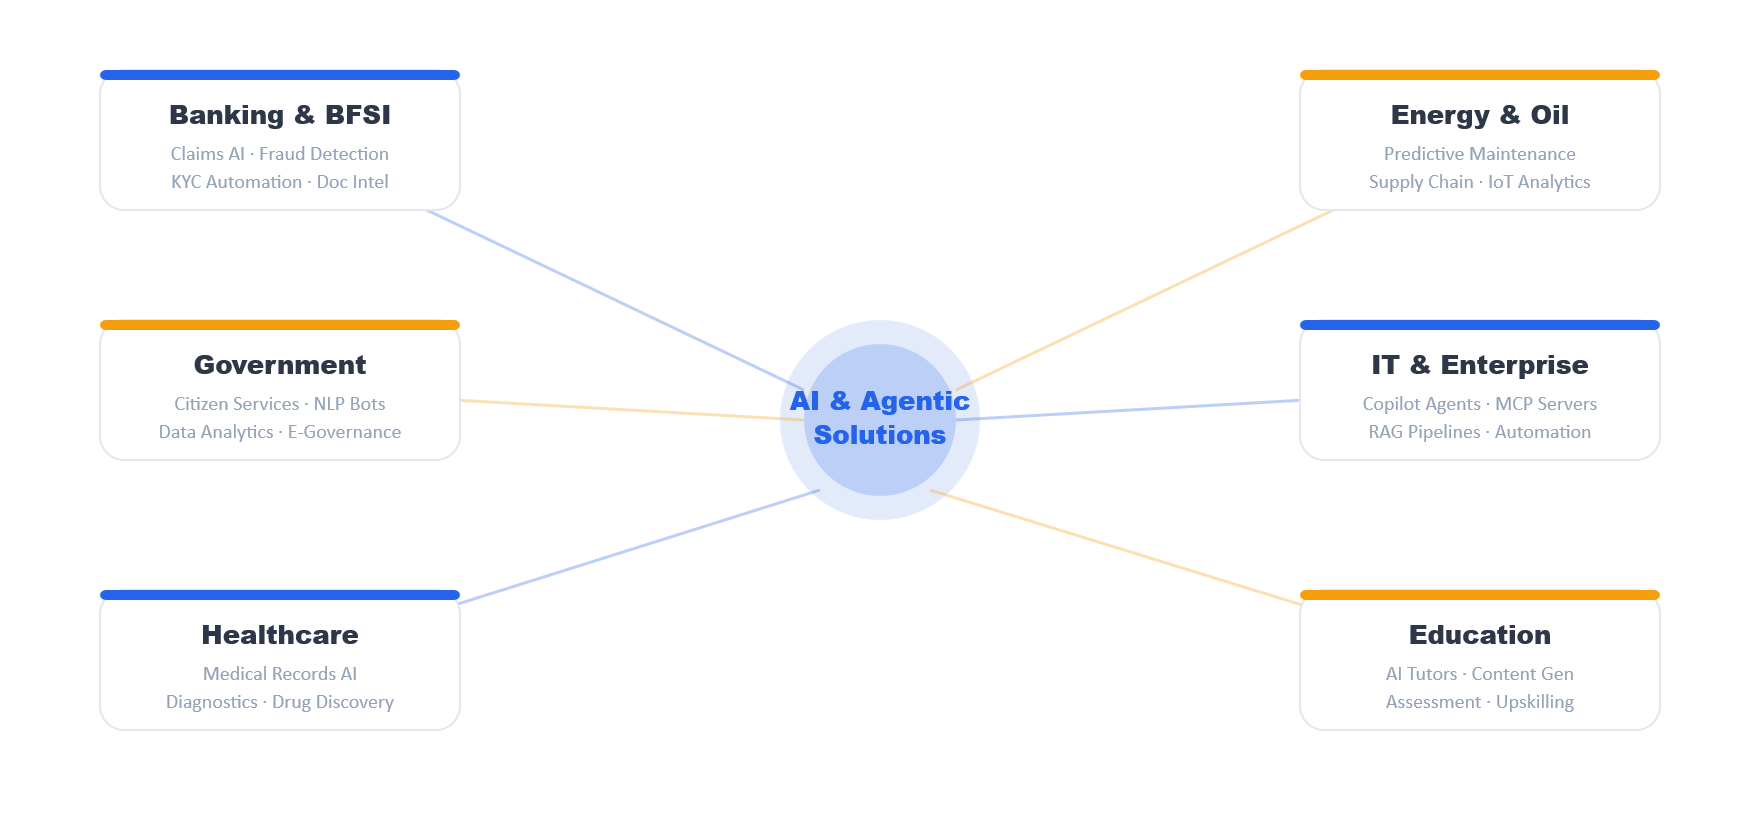 Banking & BFSI
Claims AI · Fraud Detection
KYC Automation · Doc Intel
Energy & Oil
Predictive Maintenance
Supply Chain · IoT Analytics
Government
Citizen Services · NLP Bots
Data Analytics · E-Governance
AI & Agentic
Solutions
IT & Enterprise
Copilot Agents · MCP Servers
RAG Pipelines · Automation
Healthcare
Medical Records AI
Diagnostics · Drug Discovery
Education
AI Tutors · Content Gen
Assessment · Upskilling